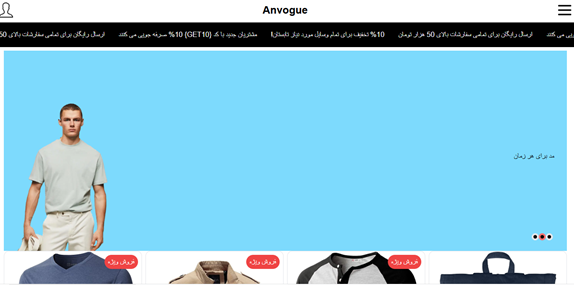 Anvogue
می کنند
ارسال رایگان برای تمامی سفارشات بالای 50 هزار تومان
10% تخفیف برای تمام وسایل مورد نیاز تابستان!
مشتریان جدید با کد (GET10) 10% صرفه جویی می کنند
ارسال رایگان برای تمامی سفارشات بالای 50
مد برای هر زمان
فروش ویژه
فروش ویژه
فروش ویژه